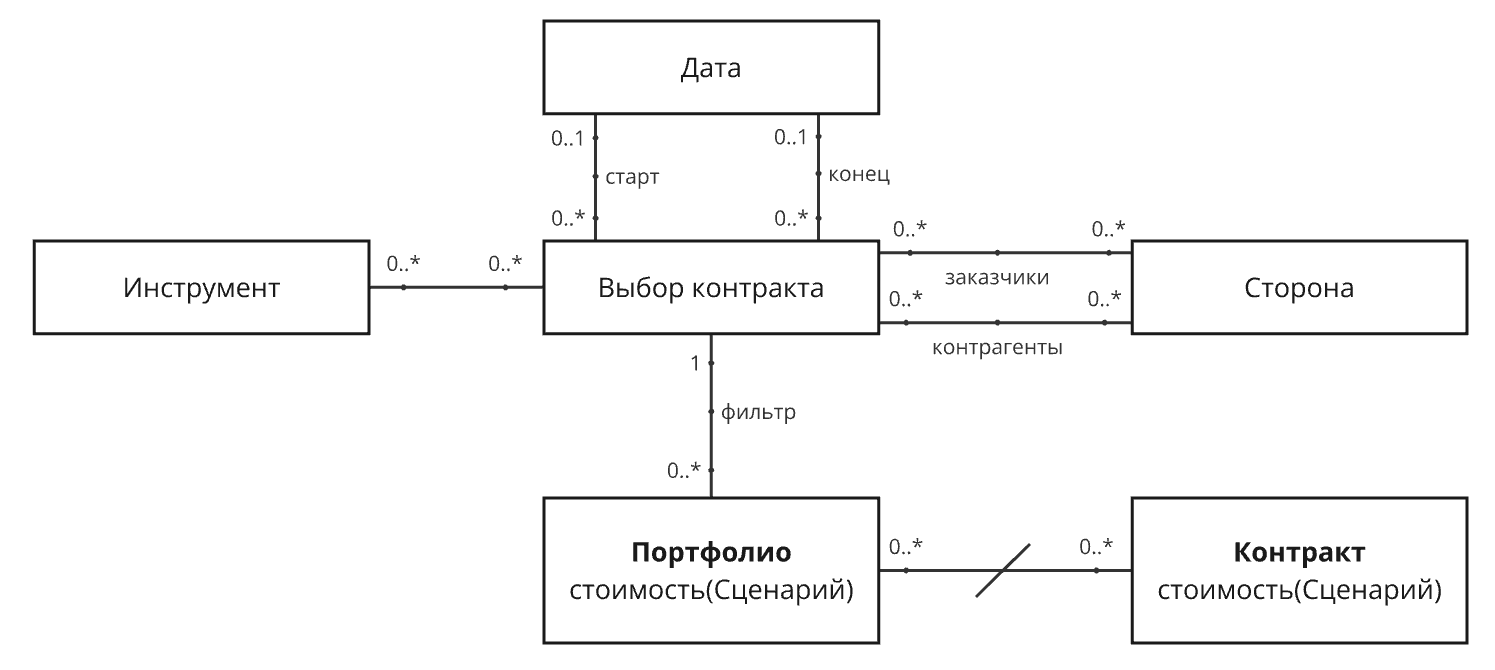 Дата
0..1
0..1
старт
конец
0..*
0..*
0..*
0..*
Инструмент
0..*
0..*
Выбор контракта
заказчики
Сторона
0..*
0..*
контрагенты
1
фильтр
0..*
Портфолио
стоимость(Сценарий)
0..*
0..*
Контракт
стоимость(Сценарий)